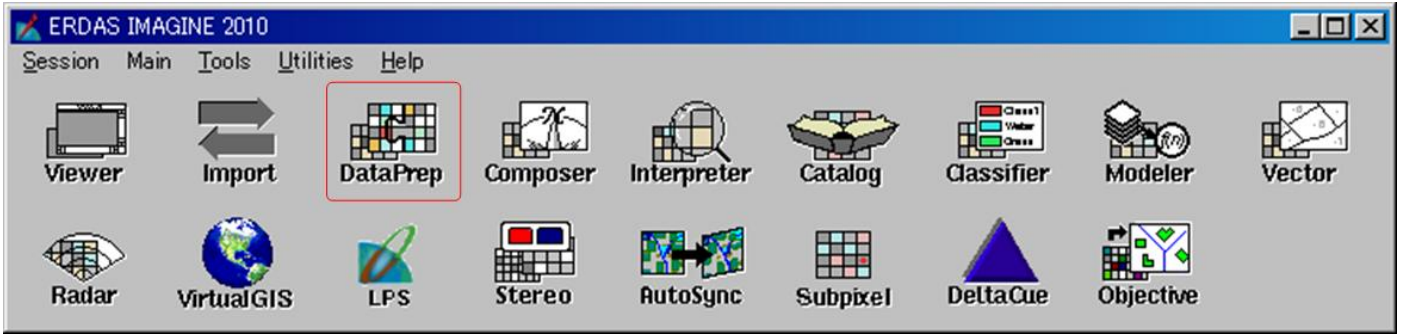 ERDAS IMAGINE 2010
Session Main Tools Utilities Help
Viewer Import DataPrep Composer Interpreter Catalog Classifier Modeler Vector
Radar VirtualGIS LPS Stereo AutoSync Subpixel DeltaCue Objective